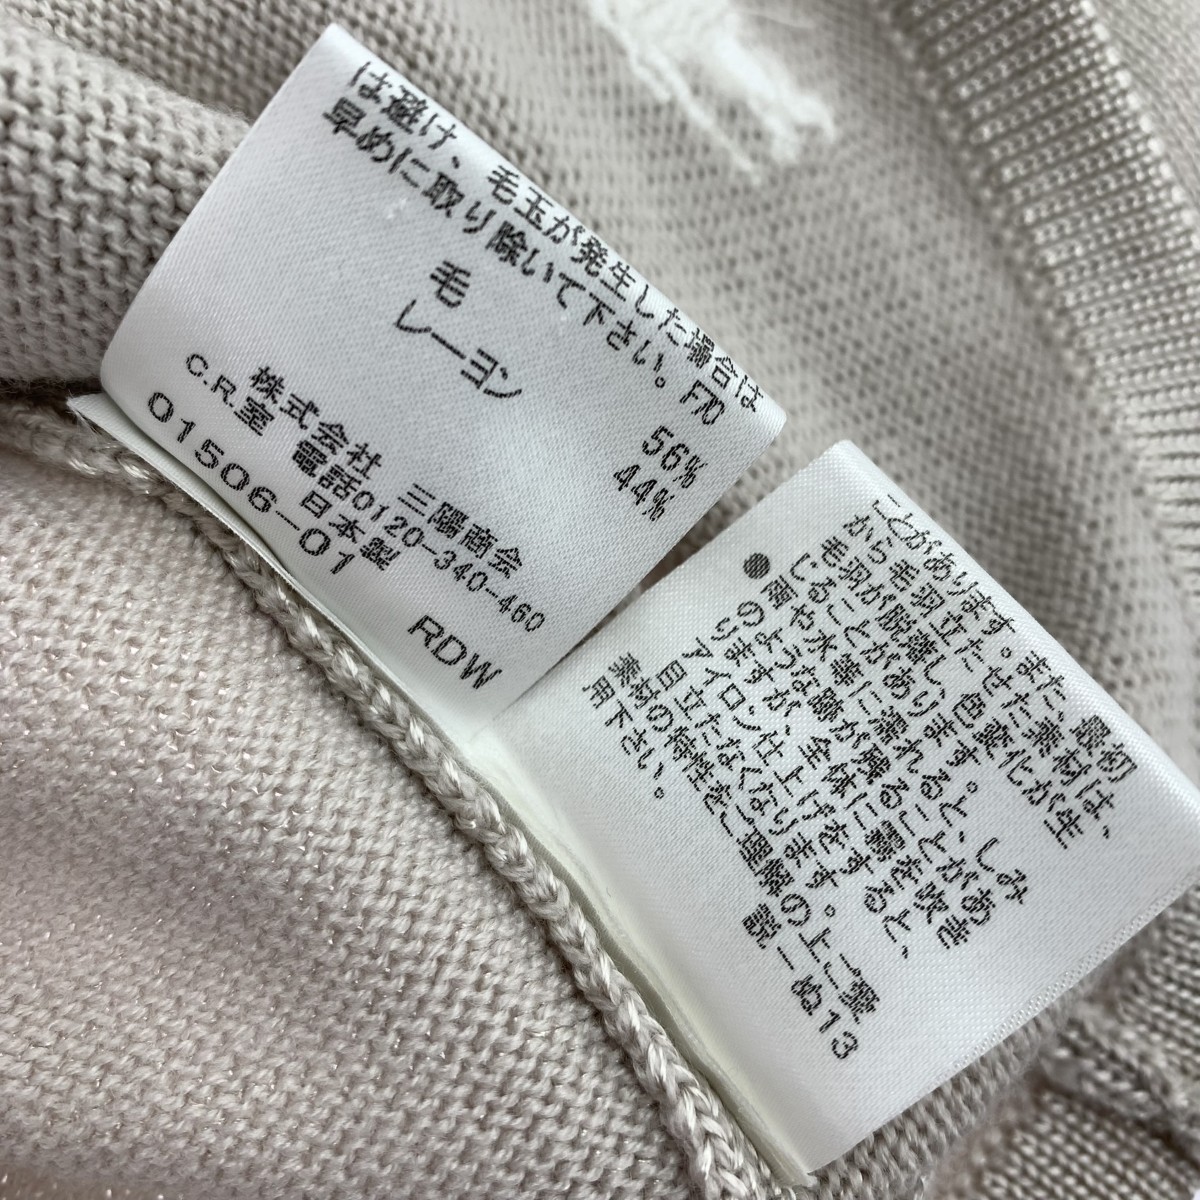 は避け、毛玉が発生した場合は
早めに取り除いて下さい。F70
毛 56%
レーヨン 44%
株式会社 三陽商会
C.R.室 電話0120-340-460
01506-01 日本製
RDW
ことがあります。また、最初
から毛羽立たせた素材は、
毛羽が脱落し、色変化が生
じることがあります。
●雨や水等に濡れると、しみ
のような跡が残ることがあ
りますが、全体に霧を吹き
アイロン仕上げをすると、
目立たなくなります。
素材の特性をご理解の上ご愛
用下さい。
説ーめ13